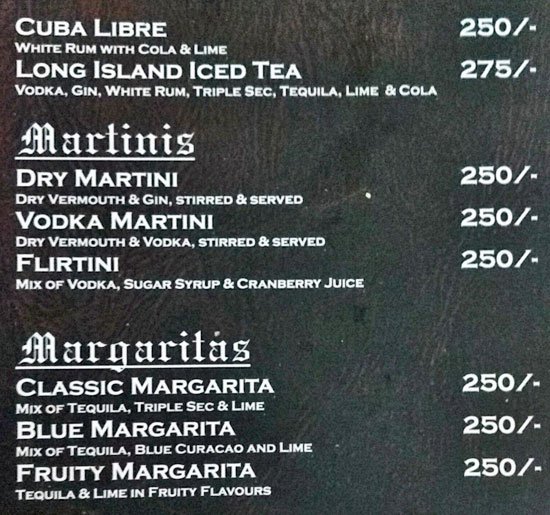 CUBA LIBRE 250/-
WHITE RUM WITH COLA & LIME
LONG ISLAND ICED TEA 275/-
VODKA, GIN, WHITE RUM, TRIPLE SEC, TEQUILA, LIME & COLA
Martinis
DRY MARTINI 250/-
DRY VERMOUTH & GIN, STIRRED & SERVED
VODKA MARTINI 250/-
DRY VERMOUTH & VODKA, STIRRED & SERVED
FLIRTINI 250/-
MIX OF VODKA, SUGAR SYRUP & CRANBERRY JUICE
Margaritas
CLASSIC MARGARITA 250/-
MIX OF TEQUILA, TRIPLE SEC & LIME
BLUE MARGARITA 250/-
MIX OF TEQUILA, BLUE CURACAO AND LIME
FRUITY MARGARITA 250/-
TEQUILA & LIME IN FRUITY FLAVOURS